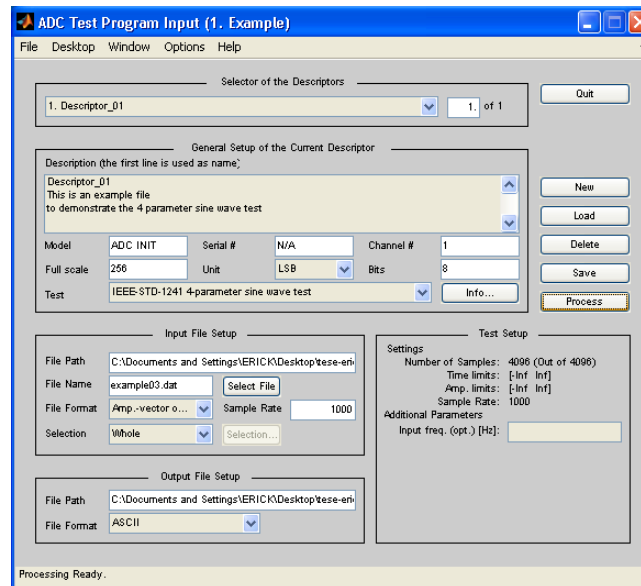 ADC Test Program Input (1. Example)
File Desktop Window Options Help
Selector of the Descriptors
1. Descriptor_01
1. of 1
Quit
General Setup of the Current Descriptor
Description (the first line is used as name)
Descriptor_01
This is an example file
to demonstrate the 4 parameter sine wave test
New
Load
Delete
Save
Process
Model ADC INIT Serial # N/A Channel # 1
Full scale 256 Unit LSB Bits 8
Test IEEE-STD-1241 4-parameter sine wave test Info...
Input File Setup
File Path C:\Documents and Settings\ERICK\Desktop\tese-eri
File Name example03.dat Select File
File Format Amp.-vector o... Sample Rate 1000
Selection Whole Selection...
Output File Setup
File Path C:\Documents and Settings\ERICK\Desktop\tese-eri
File Format ASCII
Test Setup
Settings
Number of Samples: 4096 (Out of 4096)
Time limits: [-Inf Inf]
Amp. limits: [-Inf Inf]
Sample Rate: 1000
Additional Parameters
Input freq. (opt.) [Hz]:
Processing Ready.